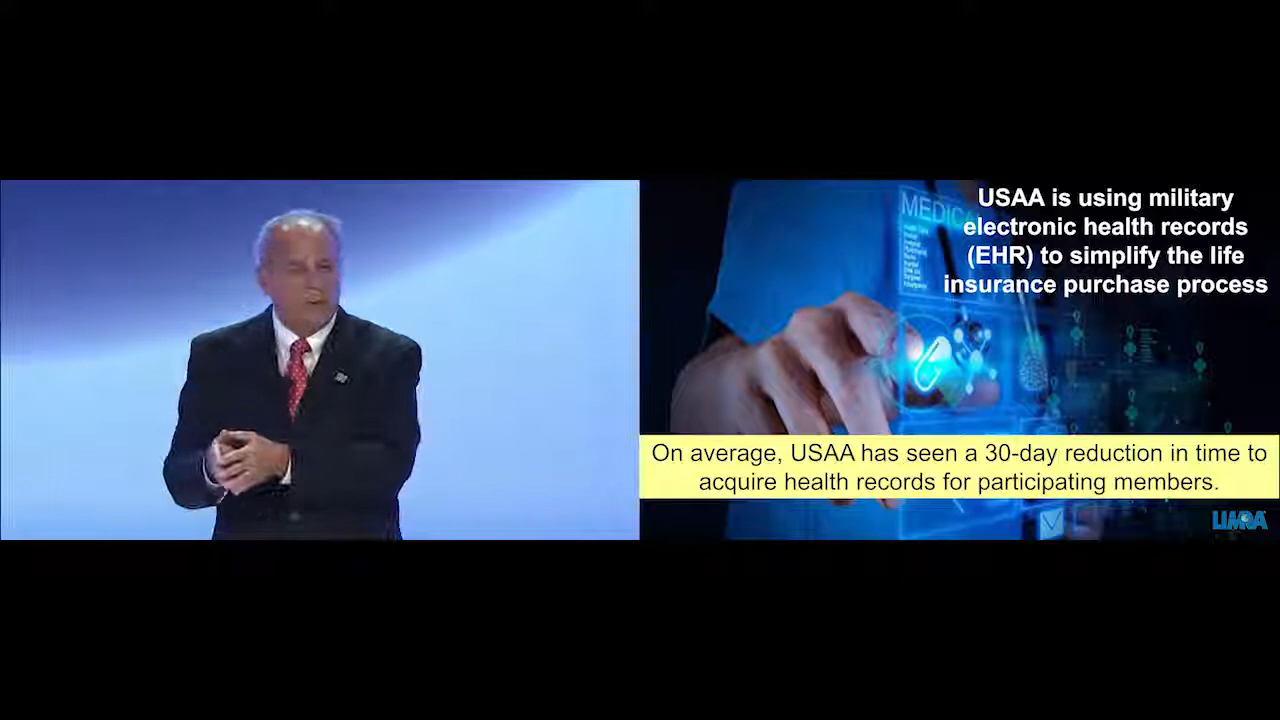 USAA is using military
electronic health records
(EHR) to simplify the life
insurance purchase process
MEDIC
On average, USAA has seen a 30-day reduction in time to
acquire health records for participating members.
LIMRA